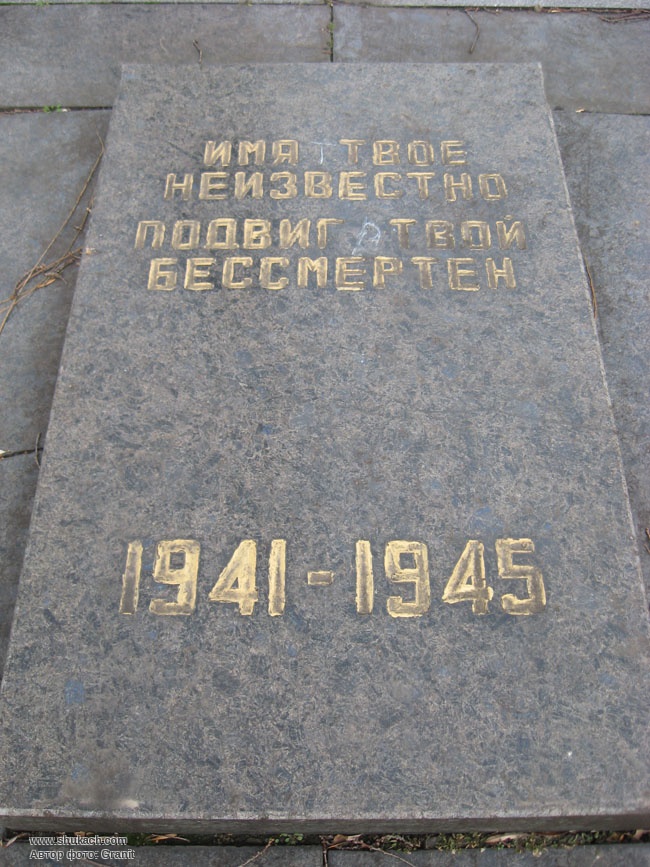 ИМЯ Т ТВОЕ
НЕИЗВЕСТНО
ПОДВИГ А ТВОЙ
БЕССМЕРТЕН
1941-1945
www.shukach.com
Автор фото: Granit